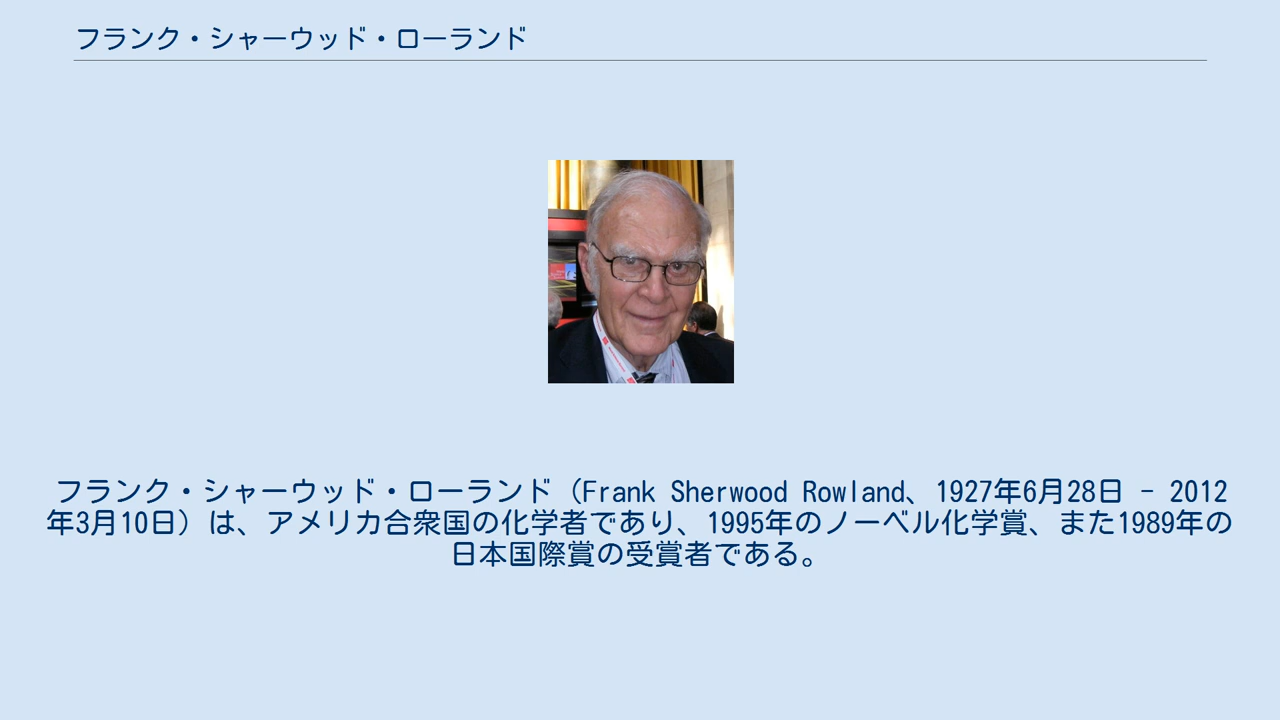 フランク・シャーウッド・ローランド
フランク・シャーウッド・ローランド（Frank Sherwood Rowland、1927年6月28日 - 2012
年3月10日）は、アメリカ合衆国の化学者であり、1995年のノーベル化学賞、また1989年の
日本国際賞の受賞者である。